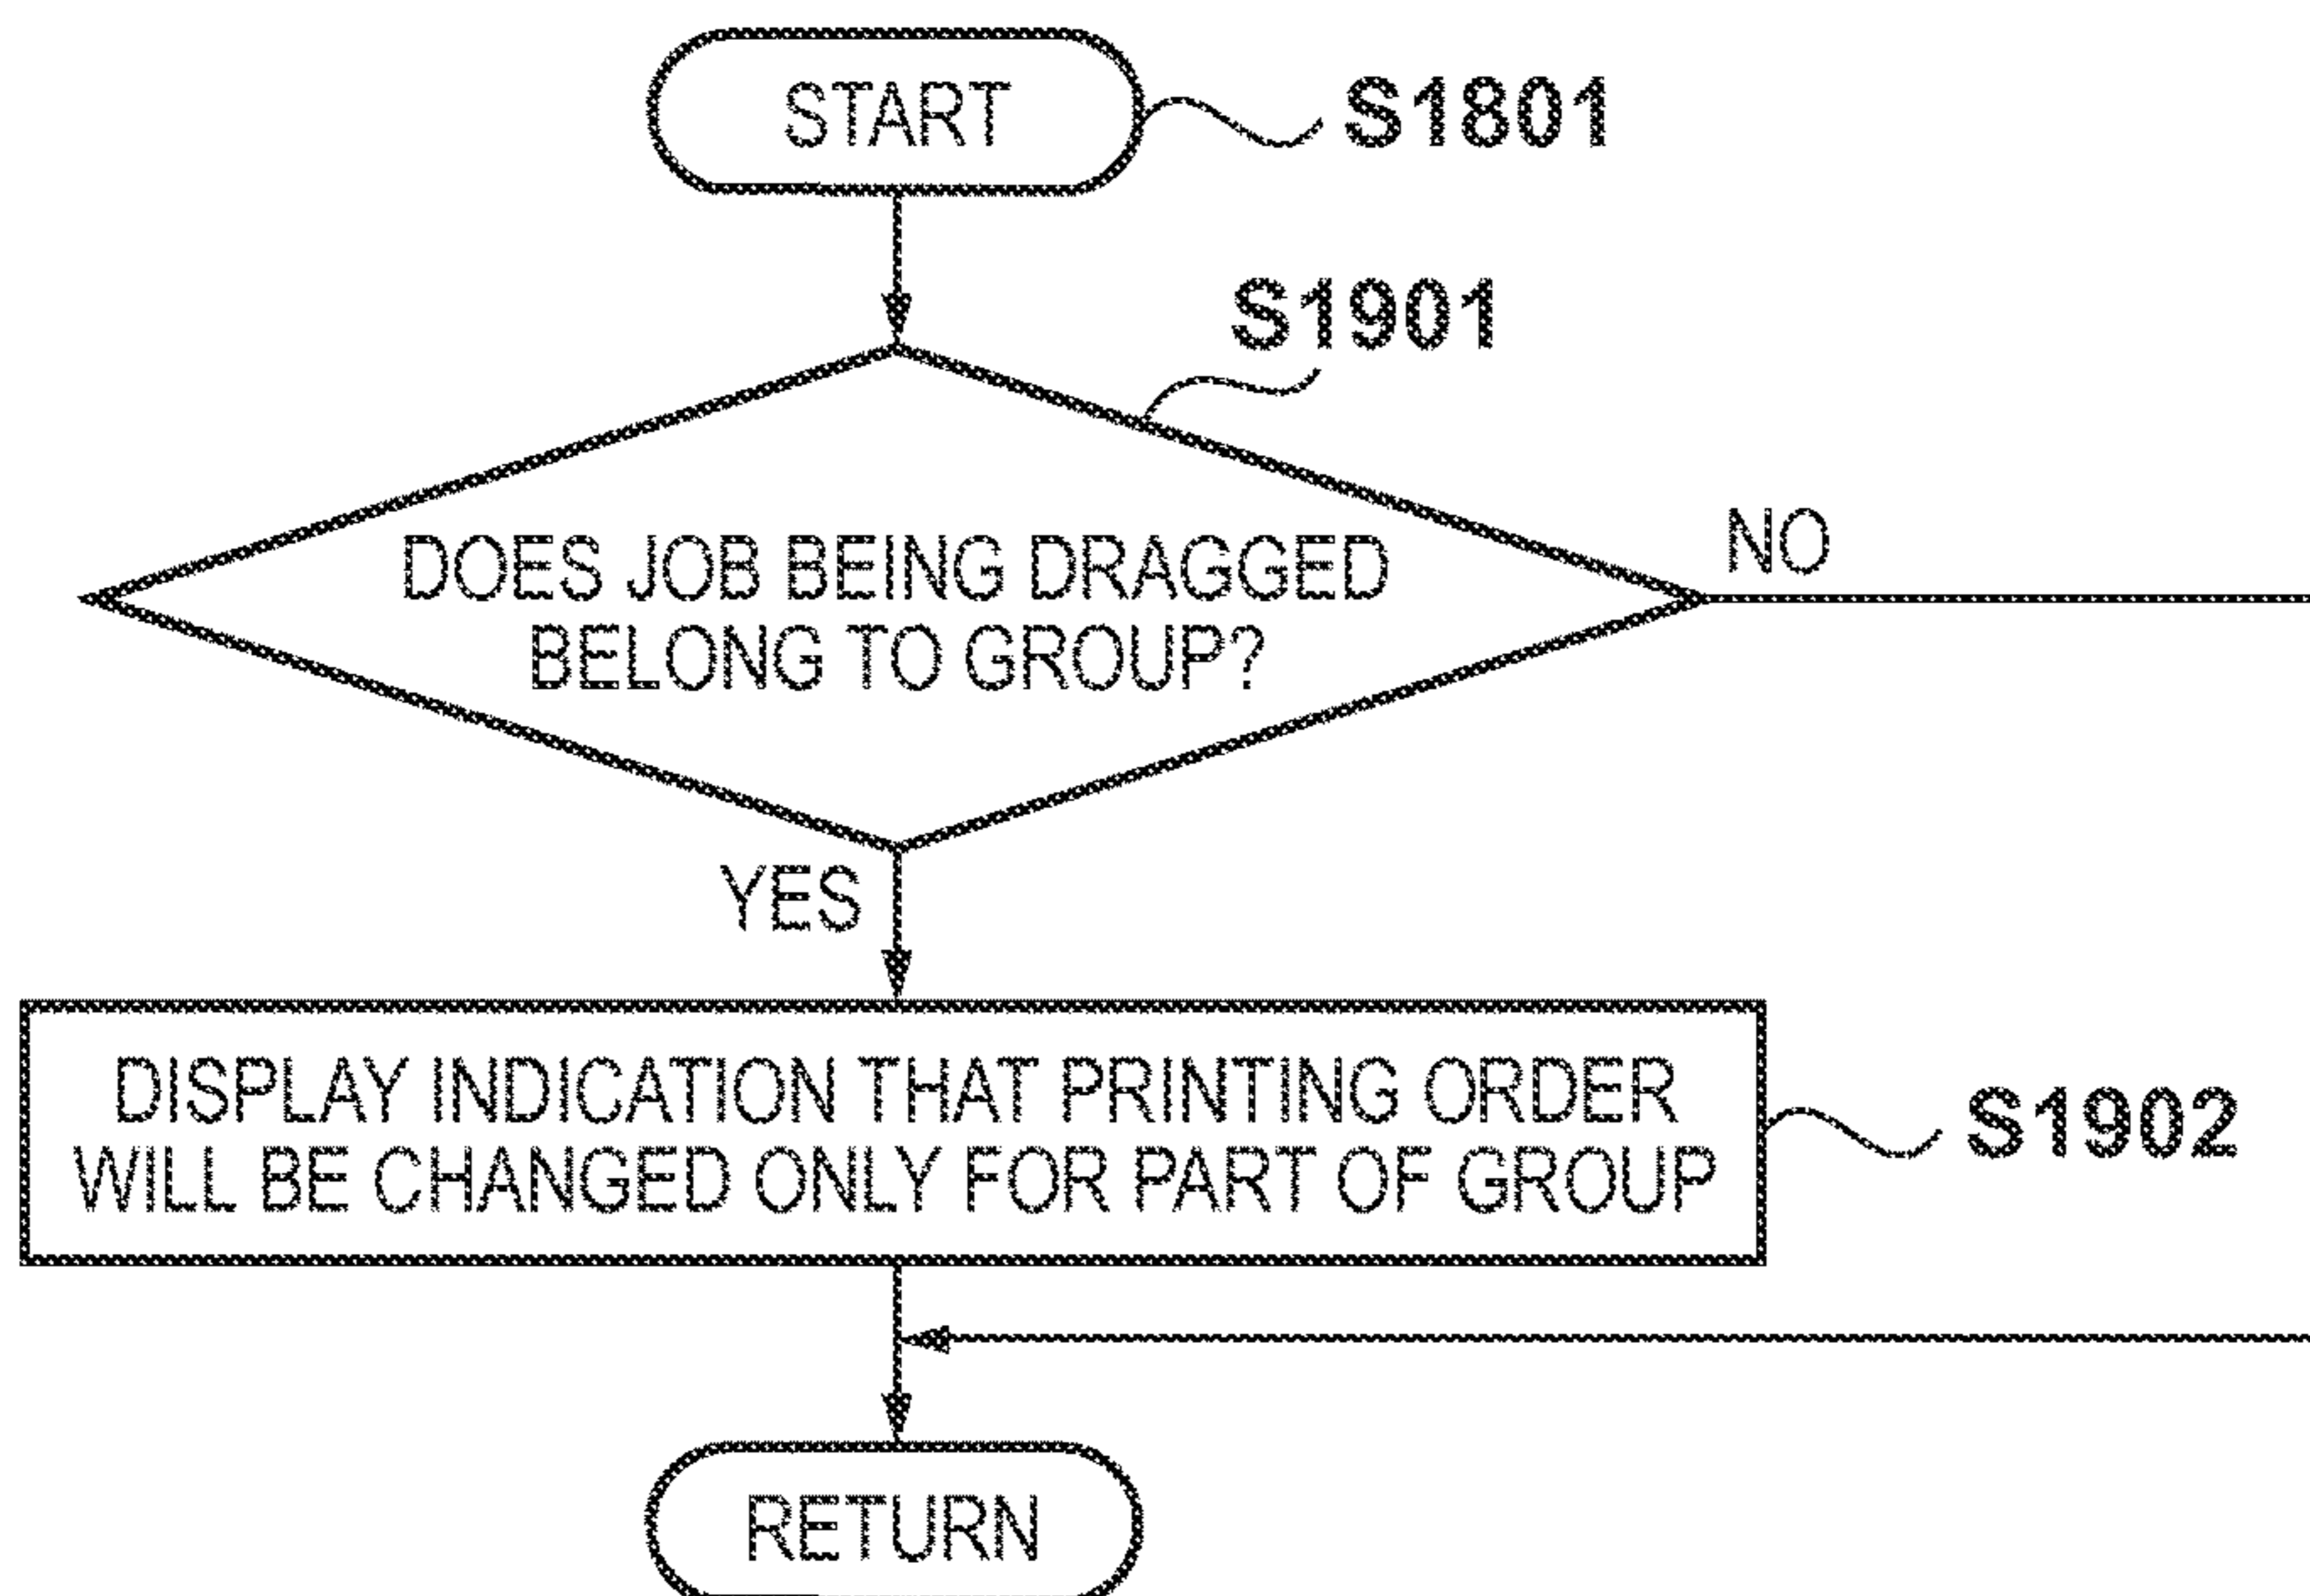 START
S1801
S1901
DOES JOB BEING DRAGGED
BELONG TO GROUP?
NO
YES
DISPLAY INDICATION THAT PRINTING ORDER
WILL BE CHANGED ONLY FOR PART OF GROUP
S1902
RETURN